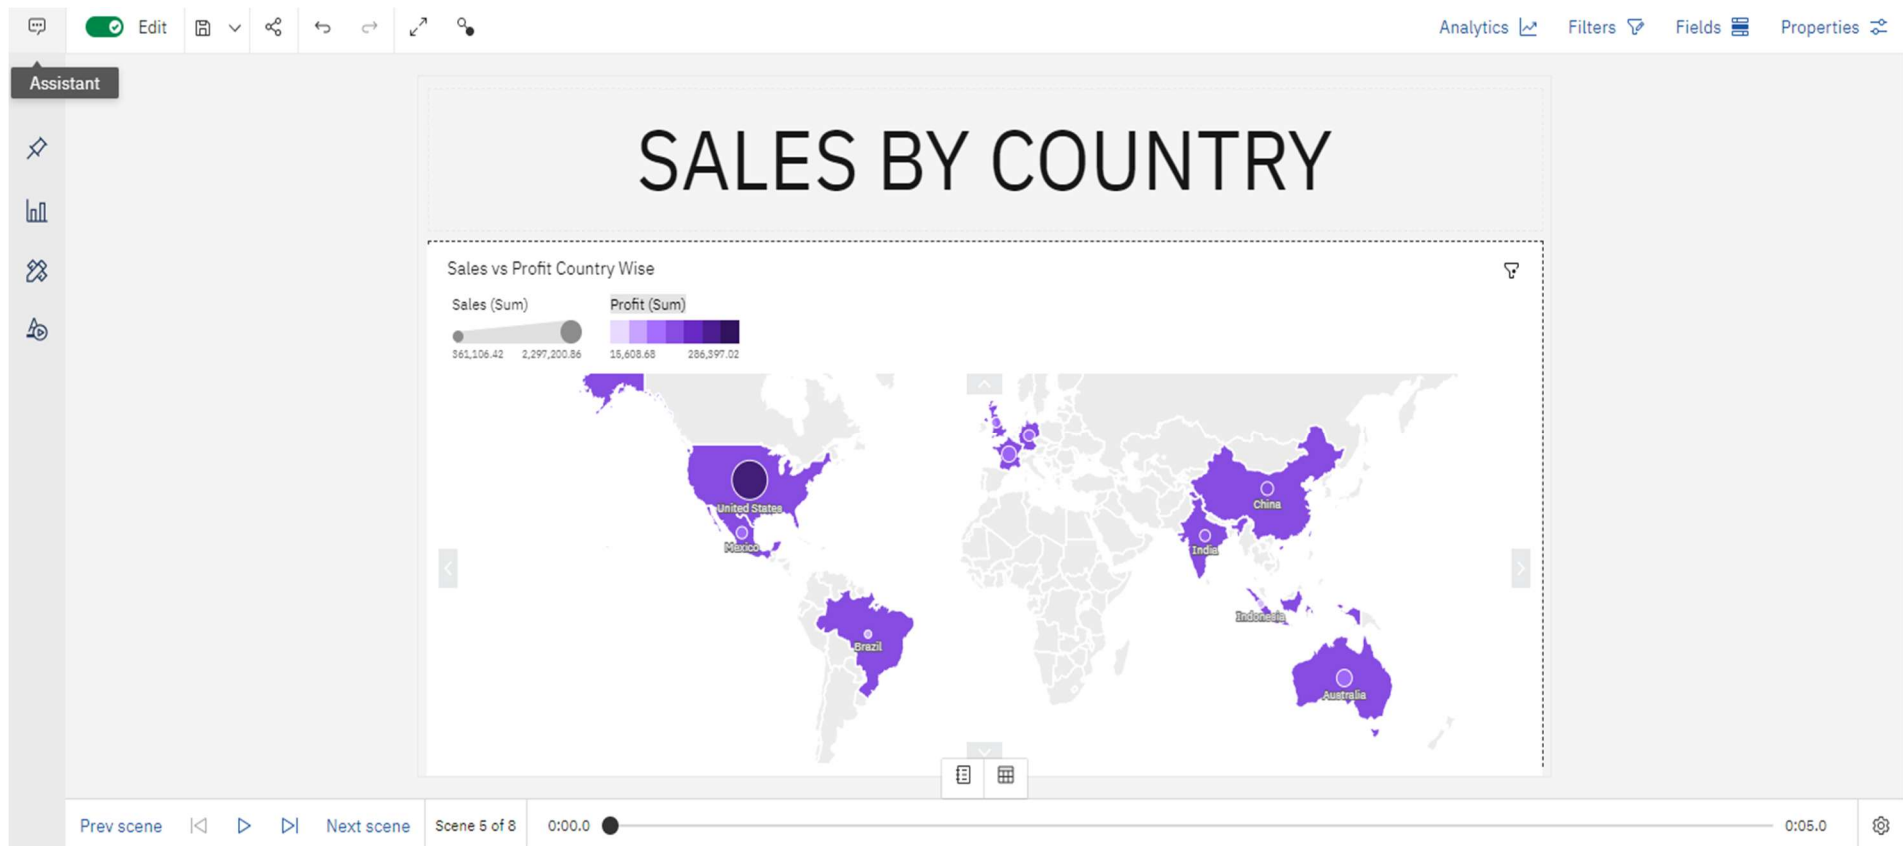 Edit
Analytics
Filters
Fields
Properties
Assistant
SALES BY COUNTRY
Sales vs Profit Country Wise
Sales (Sum)
Profit (Sum)
361,106.42
2,297,200.86
15,608.68
286,397.02
United States
Mexico
China
India
Indonesia
Brazil
Australia
Prev scene
Next scene
Scene 5 of 8
0:00.0
0:05.0